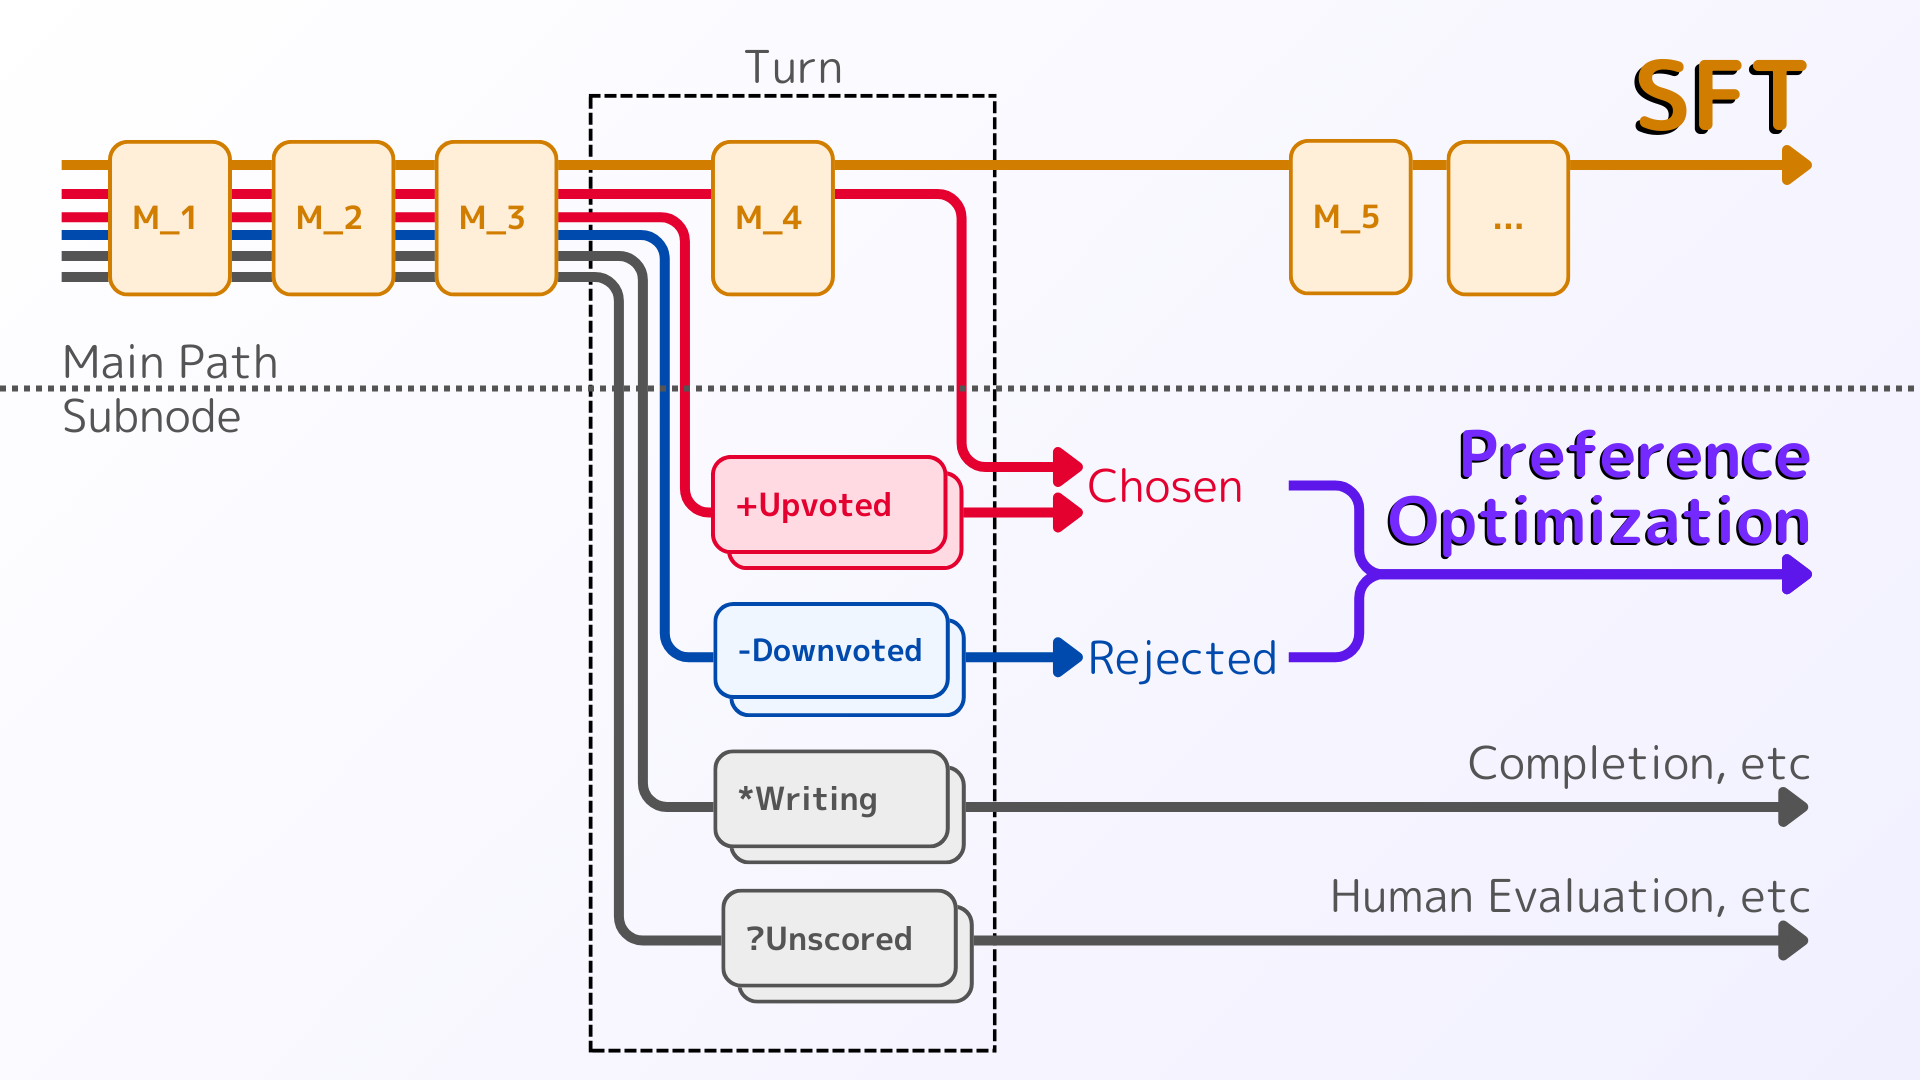 Turn
SFT
M_1
M_2
M_3
M_4
M_5
...
Main Path
Subnode
Preference
Optimization
+Upvoted
Chosen
-Downvoted
Rejected
*Writing
Completion, etc
?Unscored
Human Evaluation, etc